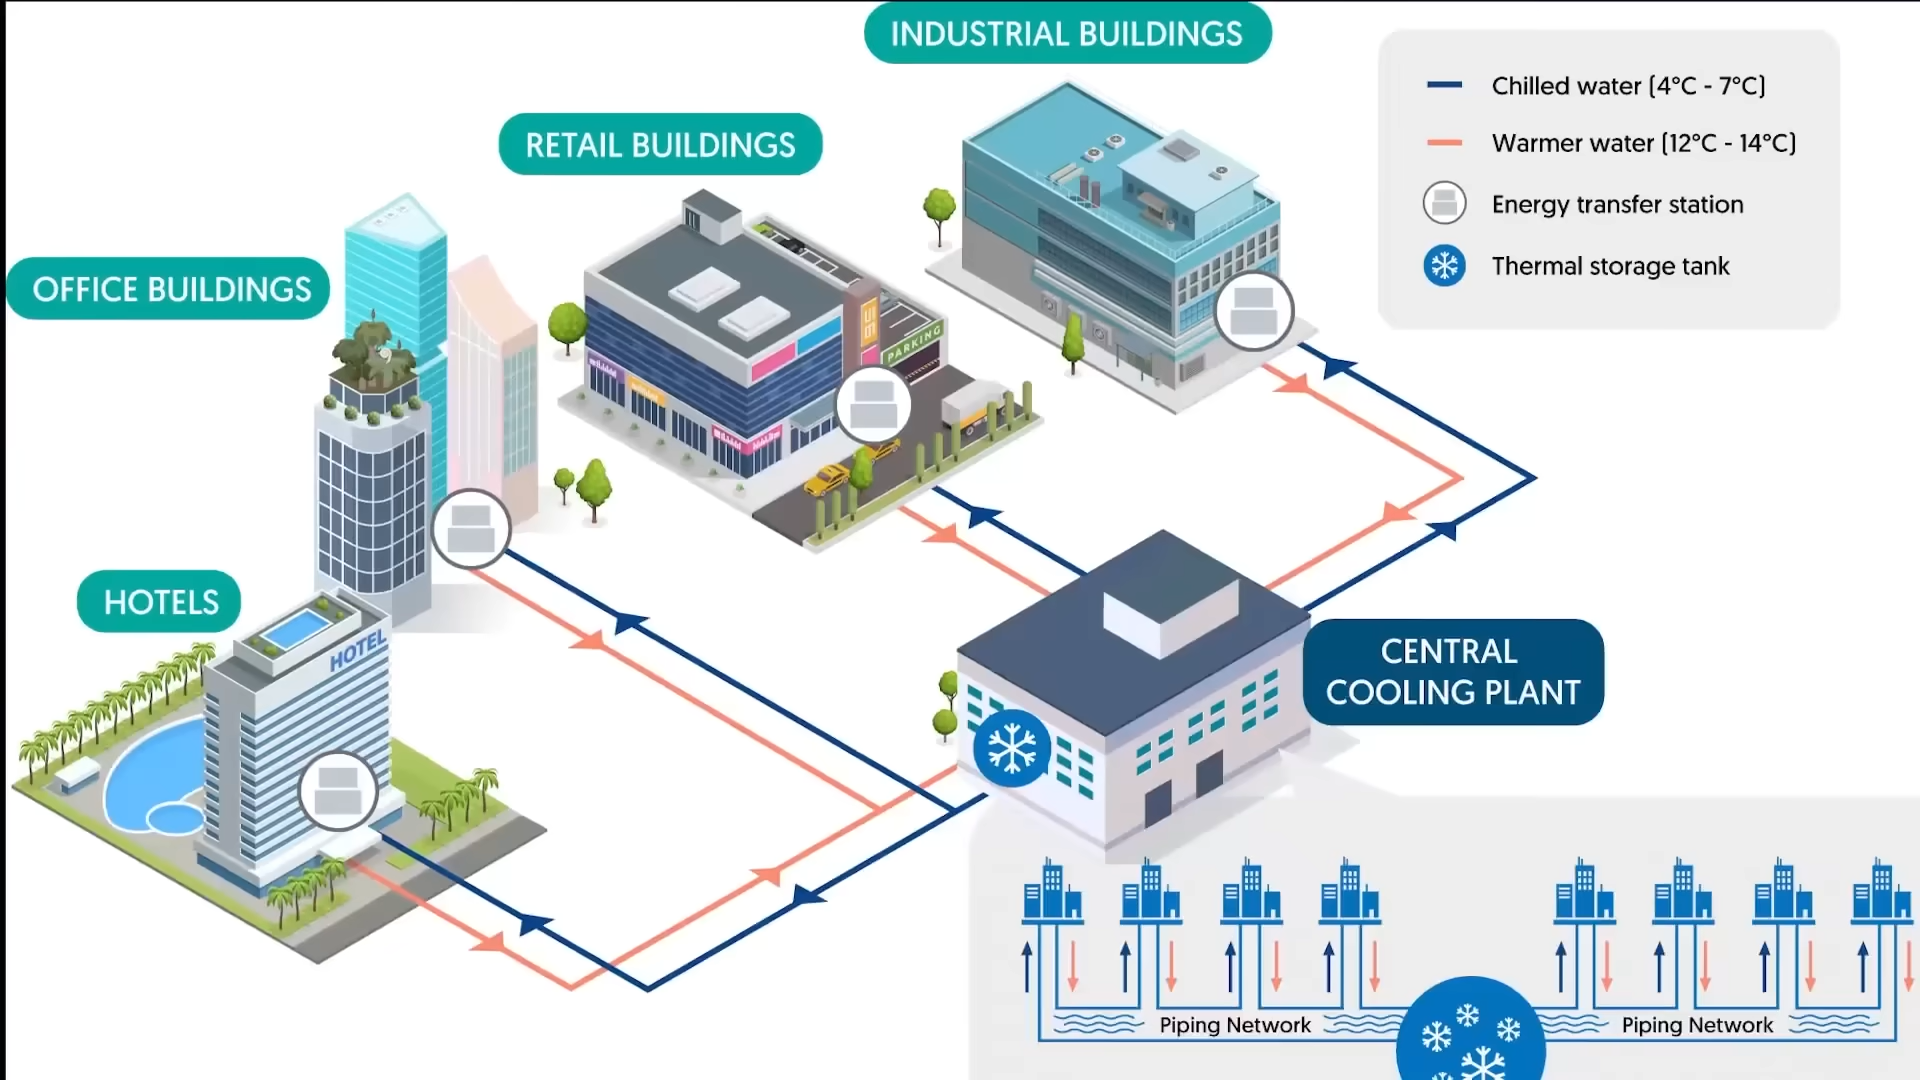 INDUSTRIAL BUILDINGS
Chilled water (4°C - 7°C)
Warmer water (12°C - 14°C)
Energy transfer station
Thermal storage tank
RETAIL BUILDINGS
OFFICE BUILDINGS
PARKING
HOTELS
HOTEL
CENTRAL
COOLING PLANT
Piping Network
Piping Network